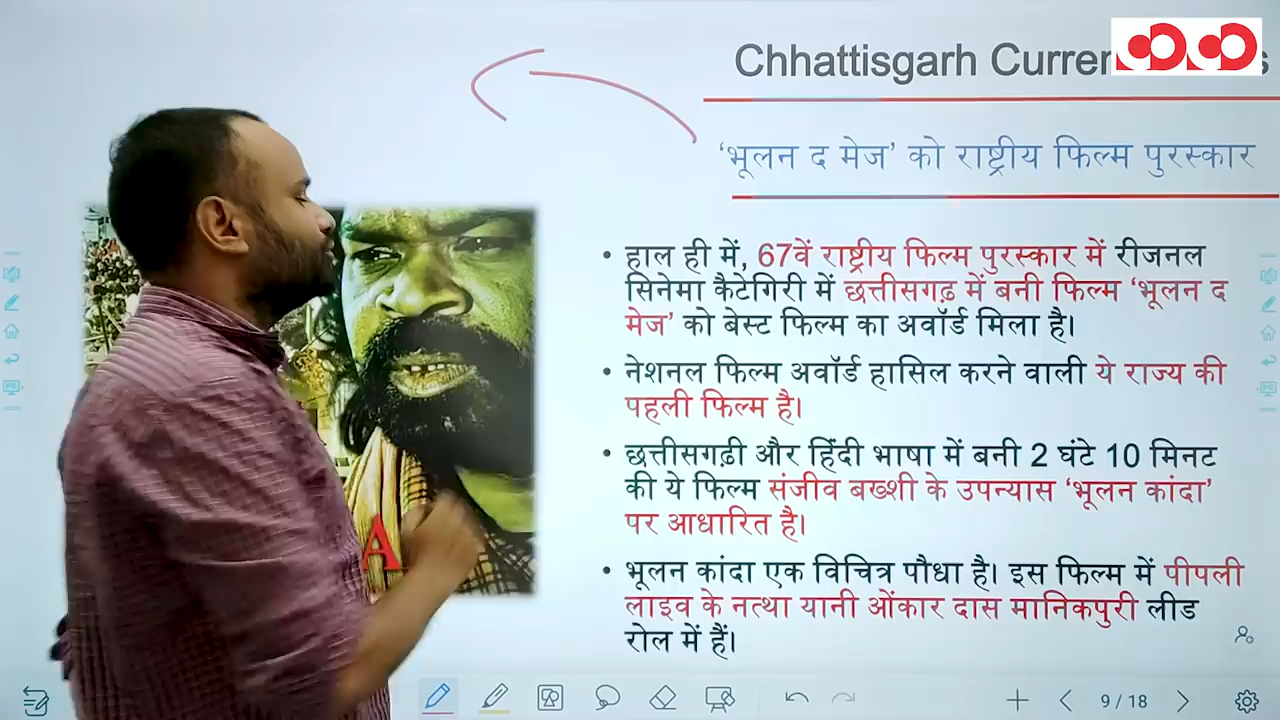 Chhattisgarh
‘भूलन द मेज’ को राष्ट्रीय फिल्म पुरस्कार
• हाल ही में, 67वें राष्ट्रीय फिल्म पुरस्कार में रीजनल
सिनेमा कैटेगिरी में छत्तीसगढ़ में बनी फिल्म ‘भूलन द
मेज’ को बेस्ट फिल्म का अवॉर्ड मिला है।
• नेशनल फिल्म अवॉर्ड हासिल करने वाली ये राज्य की
पहली फिल्म है।
• छत्तीसगढ़ी और हिंदी भाषा में बनी 2 घंटे 10 मिनट
की ये फिल्म संजीव बख्शी के उपन्यास ‘भूलन कांदा’
पर आधारित है।
• भूलन कांदा एक विचित्र पौधा है। इस फिल्म में पीपली
लाइव के नत्था यानी ओंकार दास मानिकपुरी लीड
रोल में हैं।
A
9 / 18